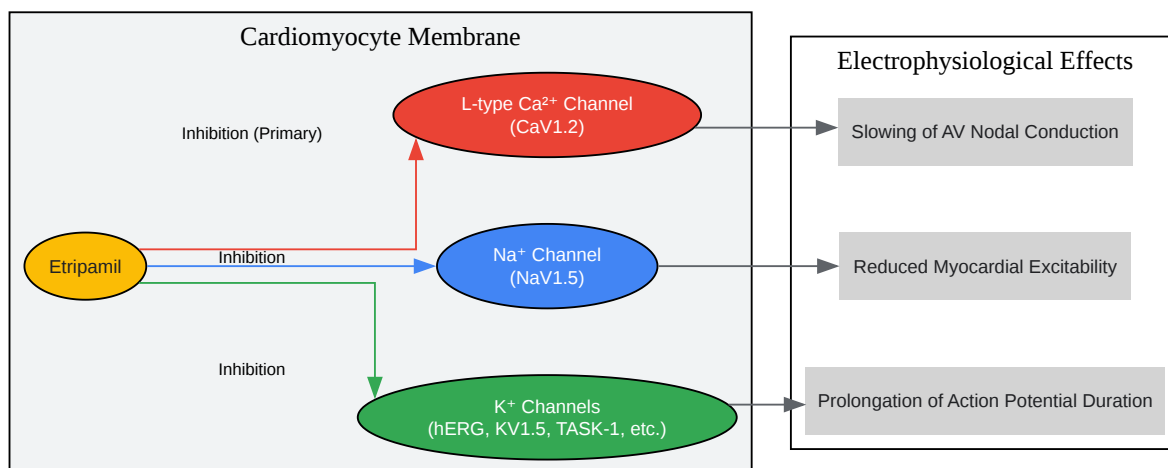 Cardiomyocyte Membrane
Electrophysiological Effects
L-type Ca²⁺ Channel
(CaV1.2)
Inhibition (Primary)
Slowing of AV Nodal Conduction
Etripamil
Inhibition
Na⁺ Channel
(NaV1.5)
Reduced Myocardial Excitability
Inhibition
K⁺ Channels
(hERG, KV1.5, TASK-1, etc.)
Prolongation of Action Potential Duration